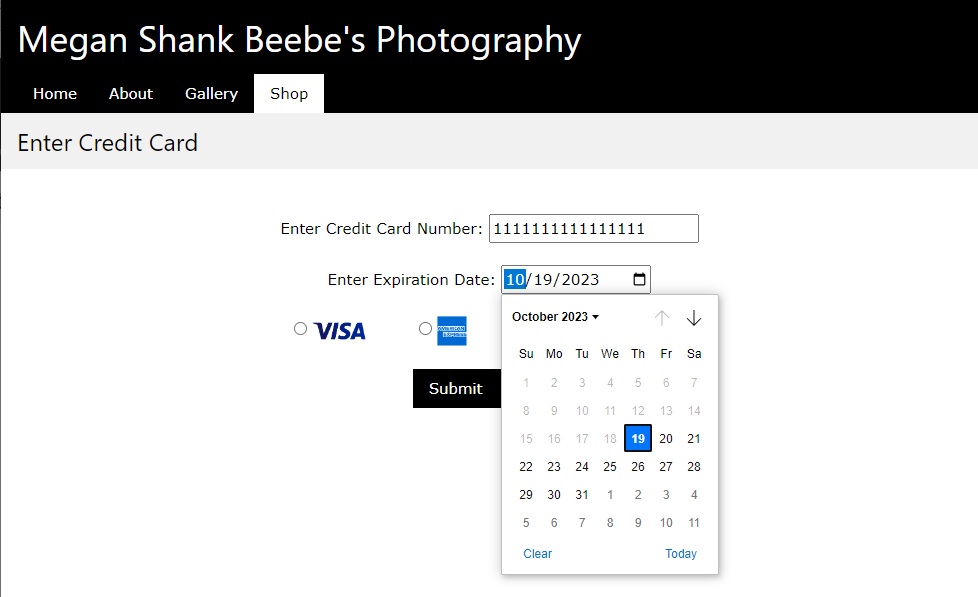 Megan Shank Beebe's Photography
Home About Gallery Shop
Enter Credit Card
Enter Credit Card Number: 1111111111111111
Enter Expiration Date: 10/19/2023
VISA AMERICAN EXPRESS
October 2023
Su Mo Tu We Th Fr Sa
1 2 3 4 5 6 7
Submit
8 9 10 11 12 13 14
15 16 17 18 19 20 21
22 23 24 25 26 27 28
29 30 31 1 2 3 4
5 6 7 8 9 10 11
Clear Today